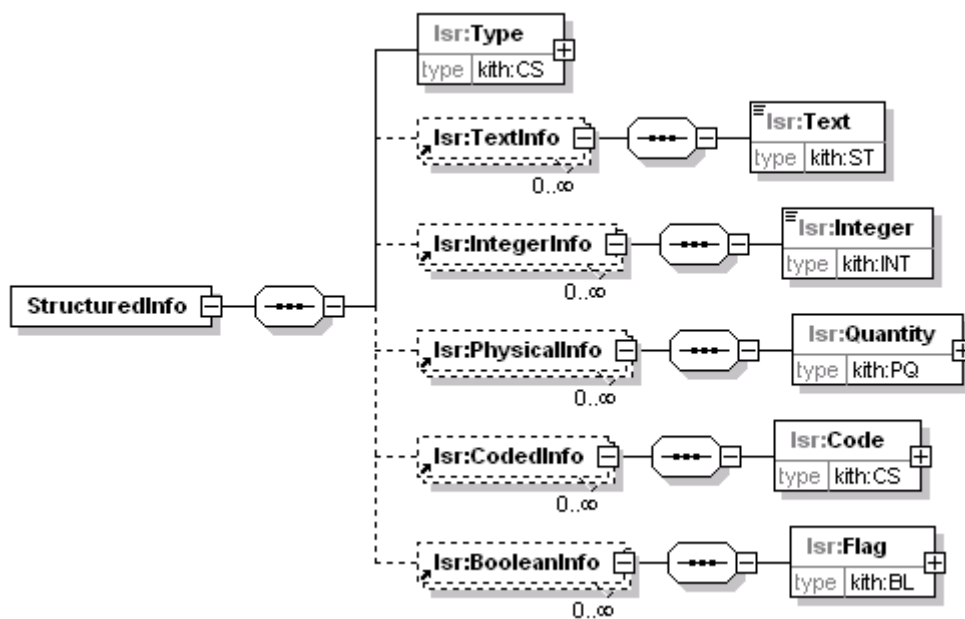 lsr:Type
type kith:CS
lsr:TextInfo
0..∞
lsr:Text
type kith:ST
lsr:IntegerInfo
0..∞
lsr:Integer
type kith:INT
StructuredInfo
lsr:PhysicalInfo
0..∞
lsr:Quantity
type kith:PQ
lsr:CodedInfo
0..∞
lsr:Code
type kith:CS
lsr:BooleanInfo
0..∞
lsr:Flag
type kith:BL